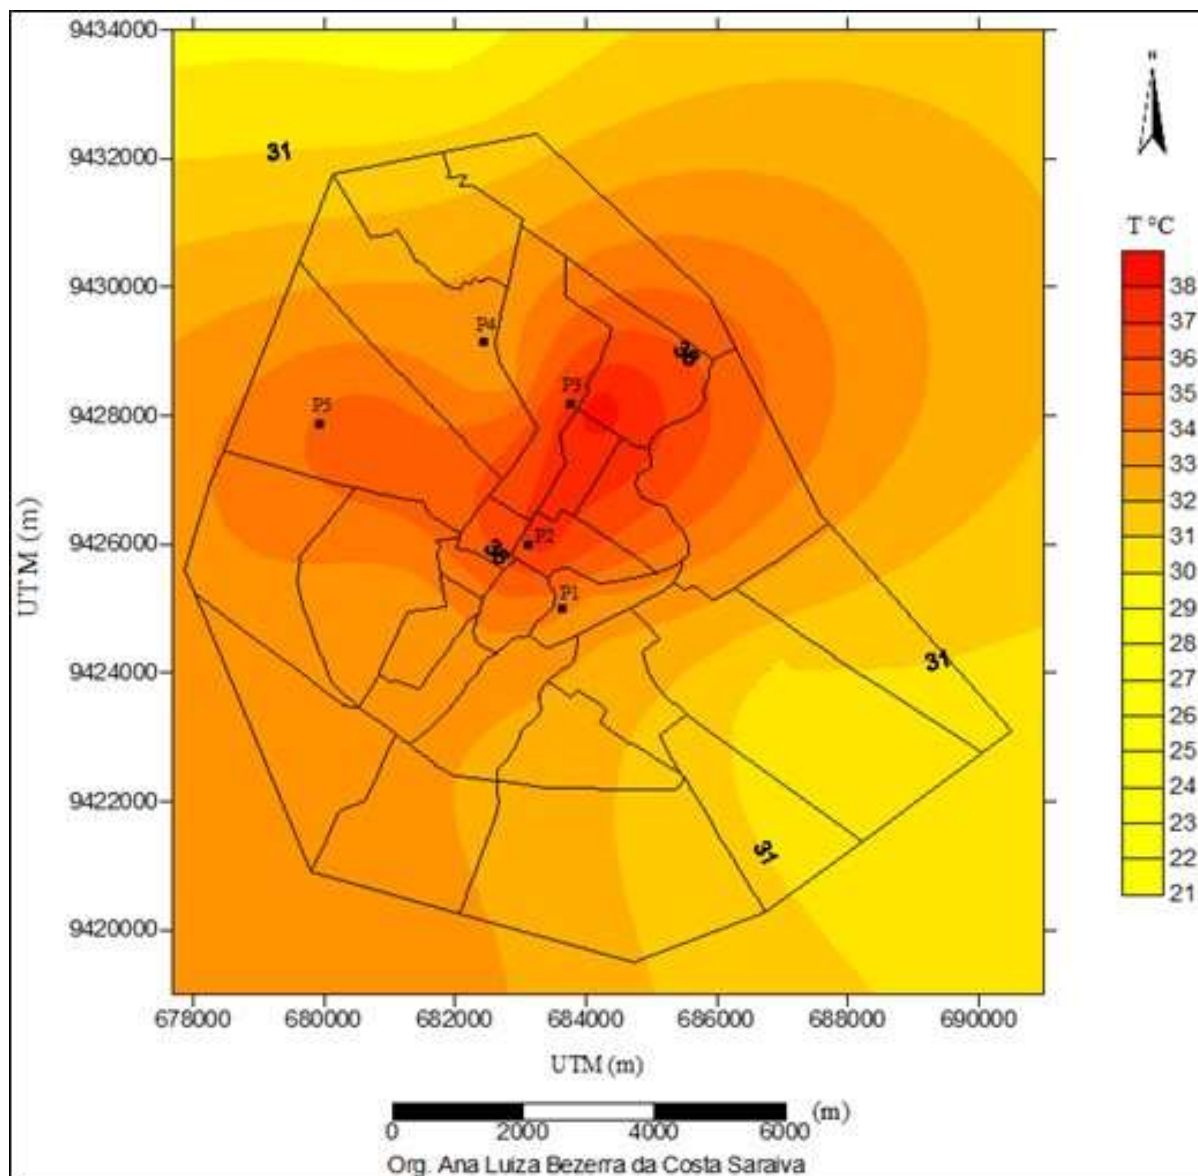 9434000
N
31
9432000
T °C
9430000
38
37
36
36
35
34
33
32
31
30
29
28
27
26
25
24
23
22
21
P4
P3
P5
9428000
UTM (m)
9426000
36
P2
P1
9424000
31
9422000
31
9420000
678000 680000 682000 684000 686000 688000 690000
UTM (m)
(m)
0 2000 4000 6000
Org. Ana Luiza Bezerra da Costa Saraiva